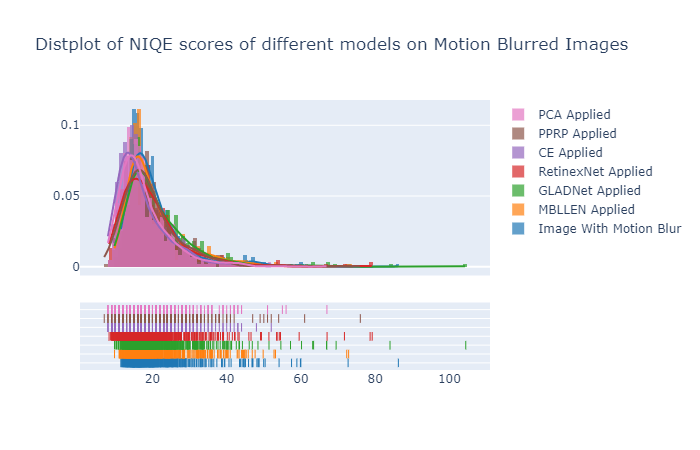 Distplot of NIQE scores of different models on Motion Blurred Images
0.1
0.05
0
20
40
60
80
100
PCA Applied
PPRP Applied
CE Applied
RetinexNet Applied
GLADNet Applied
MBLLEN Applied
Image With Motion Blur